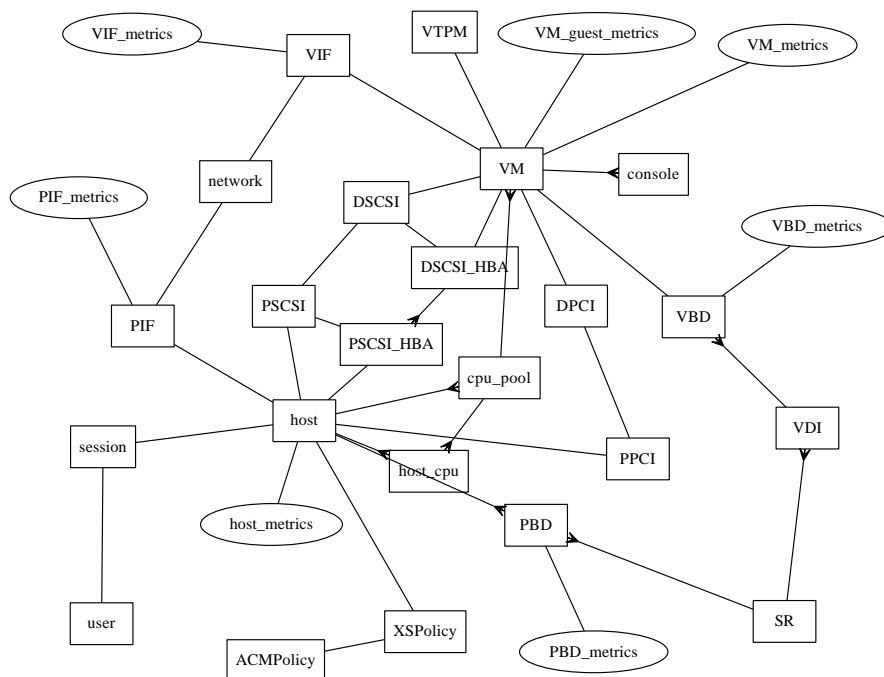 VIF_metrics
VIF
VTPM
VM_guest_metrics
VM_metrics
network
VM
console
PIF_metrics
DSCSI
VBD_metrics
DSCSI_HBA
PSCSI
DPCI
PIF
PSCSI_HBA
VBD
cpu_pool
host
session
VDI
host_cpu
PPCI
host_metrics
PBD
user
XSPolicy
SR
ACMPolicy
PBD_metrics